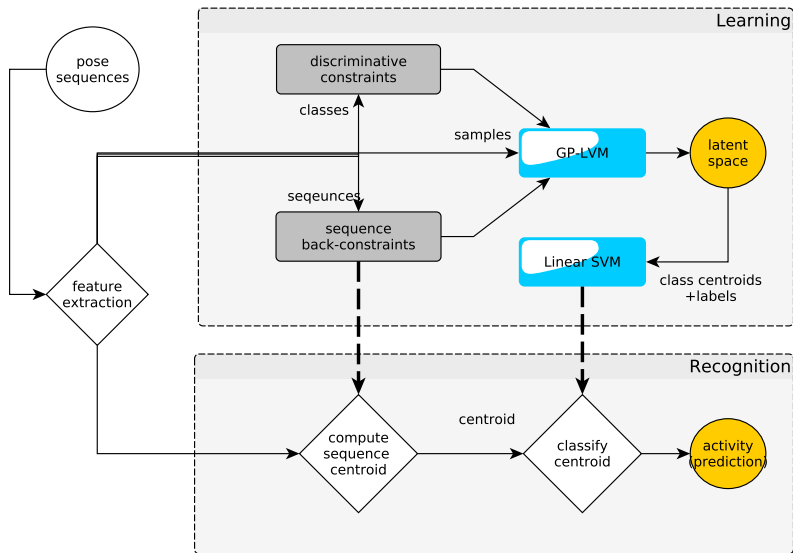 Learning
pose
sequences
discriminative
constraints
classes
samples
GP-LVM
latent
space
seqeunces
sequence
back-constraints
Linear SVM
class centroids
+labels
feature
extraction
Recognition
centroid
compute
sequence
centroid
classify
centroid
activity
(prediction)